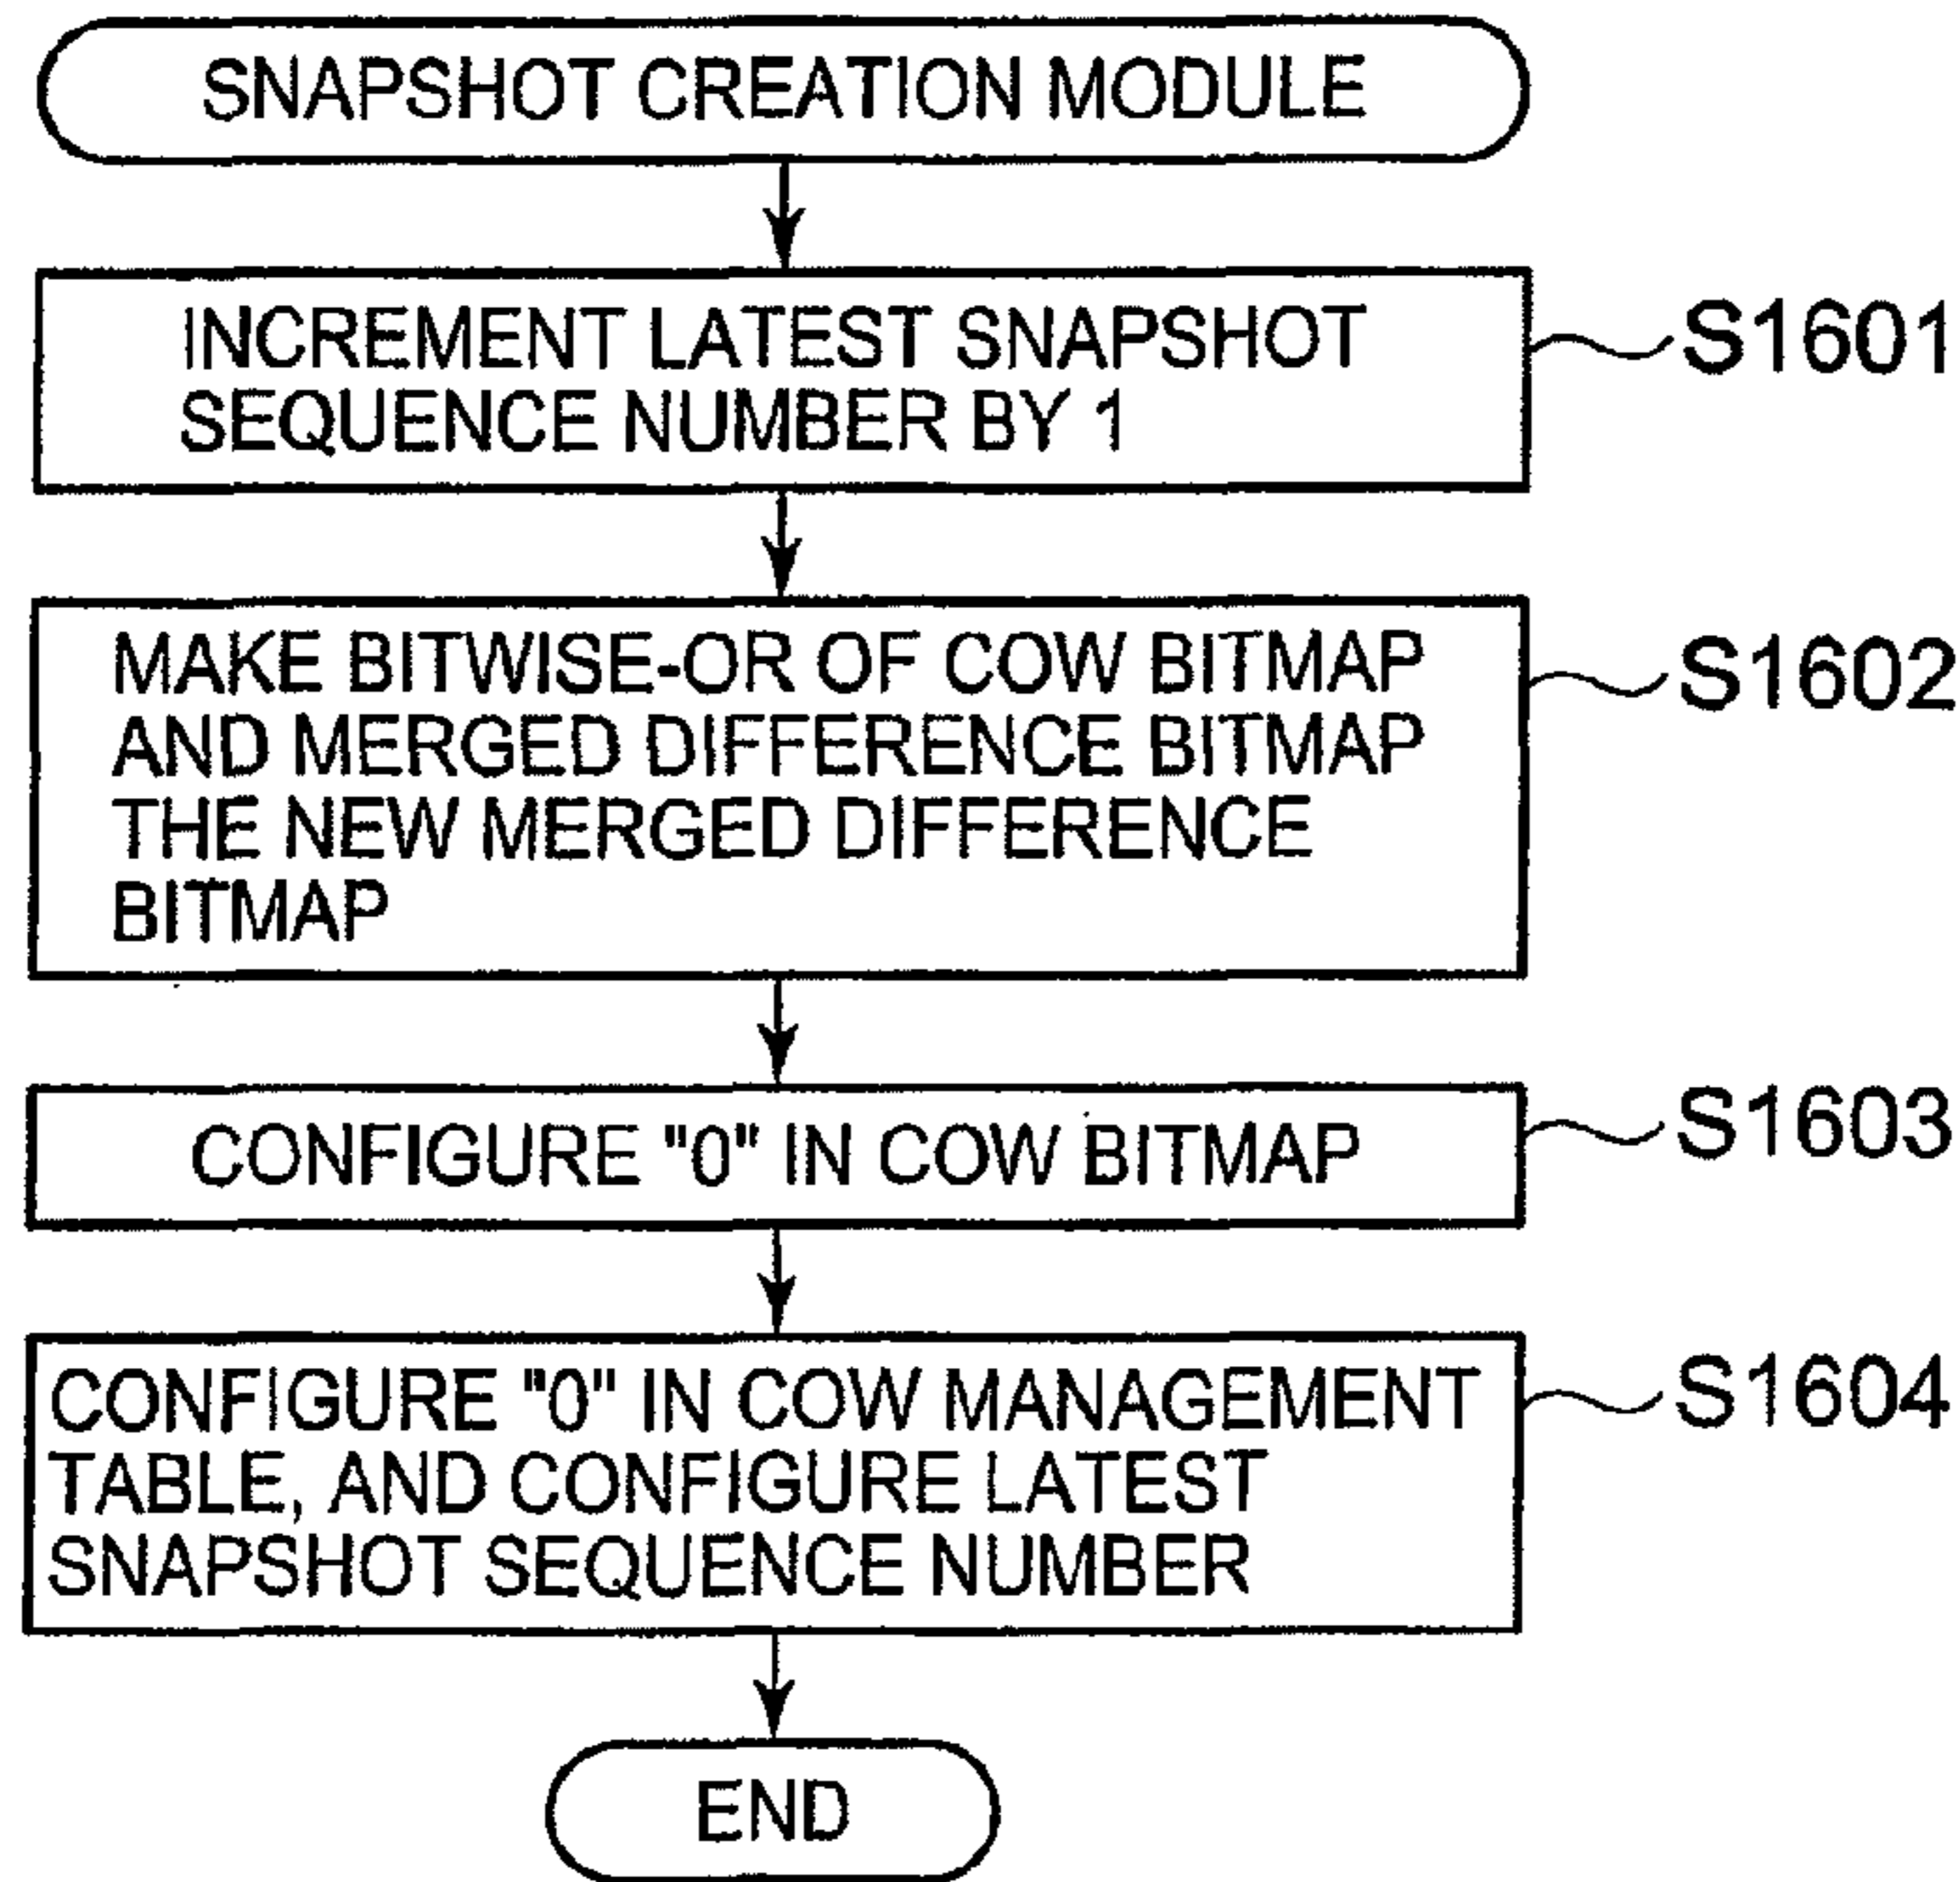 SNAPSHOT CREATION MODULE
INCREMENT LATEST SNAPSHOT
SEQUENCE NUMBER BY 1
S1601
MAKE BITWISE-OR OF COW BITMAP
AND MERGED DIFFERENCE BITMAP
THE NEW MERGED DIFFERENCE
BITMAP
S1602
CONFIGURE "0" IN COW BITMAP
S1603
CONFIGURE "0" IN COW MANAGEMENT
TABLE, AND CONFIGURE LATEST
SNAPSHOT SEQUENCE NUMBER
S1604
END